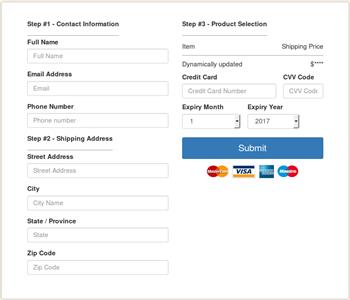 Step #1 - Contact Information
Full Name
Full Name
Email Address
Email
Phone Number
Phone number
Step #2 - Shipping Address
Street Address
Street Address
City
City Name
State / Province
State
Zip Code
Zip Code
Step #3 - Product Selection
Item Shipping Price
Dynamically updated $****
Credit Card CVV Code
Credit Card Number CVV Code
Expiry Month Expiry Year
1 2017
Submit
MasterCard VISA AMERICAN EXPRESS Maestro